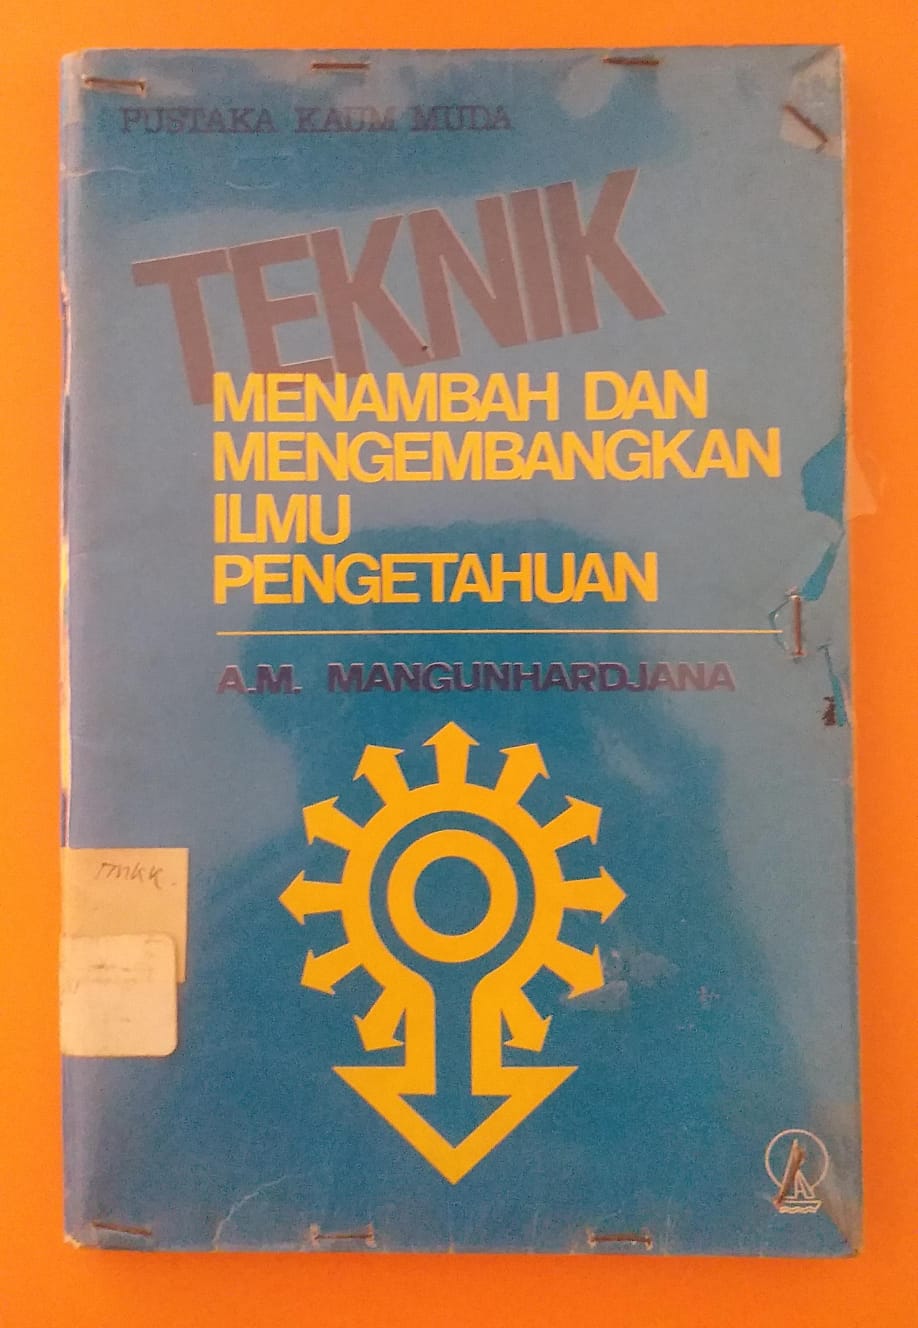 PUSTAKA KAUM MUDA
TEKNIK
MENAMBAH DAN
MENGEMBANGKAN
ILMU
PENGETAHUAN
A.M. MANGUNHARDJANA